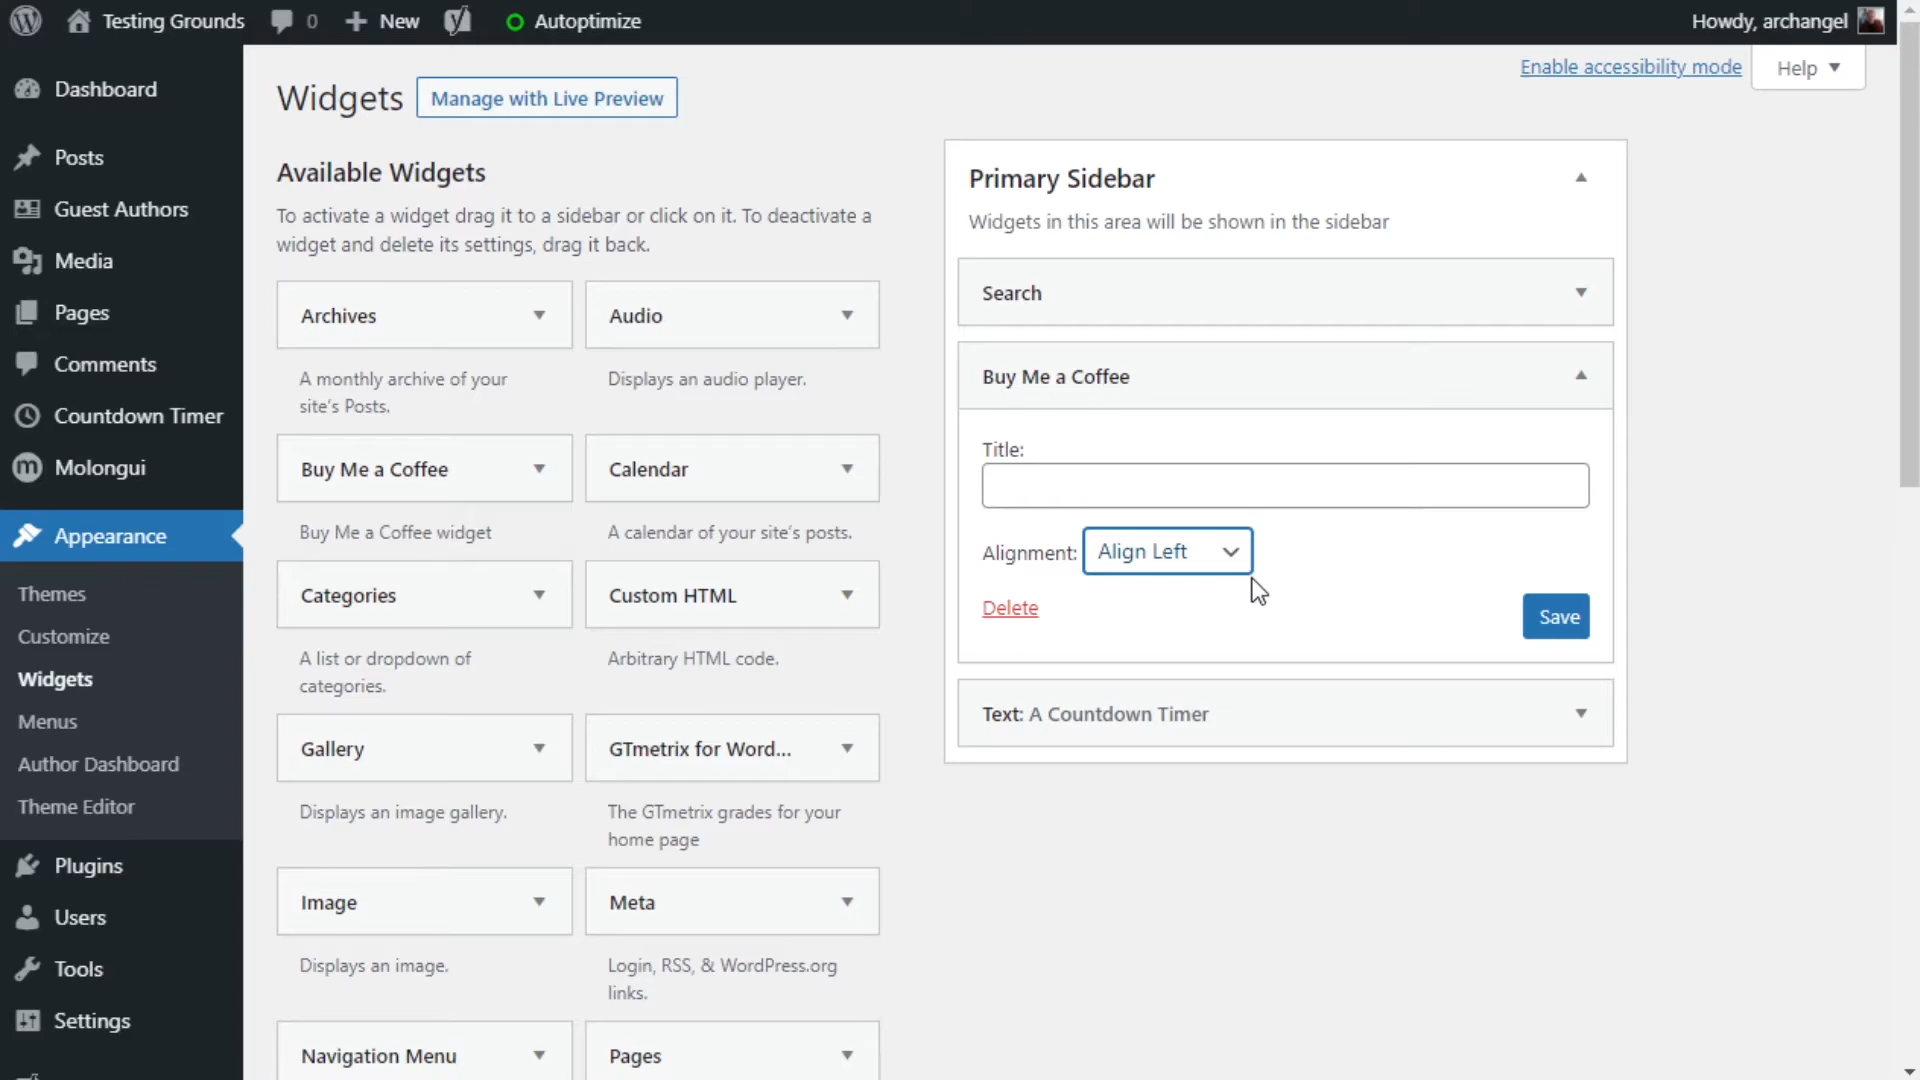 Testing Grounds
0
New
Autoptimize
Howdy, archangel
Dashboard
Posts
Guest Authors
Media
Pages
Comments
Countdown Timer
Molongui
Appearance
Themes
Customize
Widgets
Menus
Author Dashboard
Theme Editor
Plugins
Users
Tools
Settings
Enable accessibility mode
Help
Widgets
Manage with Live Preview
Available Widgets
To activate a widget drag it to a sidebar or click on it. To deactivate a
widget and delete its settings, drag it back.
Archives
Audio
A monthly archive of your
site's Posts.
Displays an audio player.
Buy Me a Coffee
Calendar
Buy Me a Coffee widget
A calendar of your site's posts.
Categories
Custom HTML
A list or dropdown of
categories.
Arbitrary HTML code.
Gallery
GTmetrix for Word...
Displays an image gallery.
The GTmetrix grades for your
home page
Image
Meta
Displays an image.
Login, RSS, & WordPress.org
links.
Navigation Menu
Pages
Primary Sidebar
Widgets in this area will be shown in the sidebar
Search
Buy Me a Coffee
Title:
Alignment:
Align Left
Delete
Save
Text: A Countdown Timer